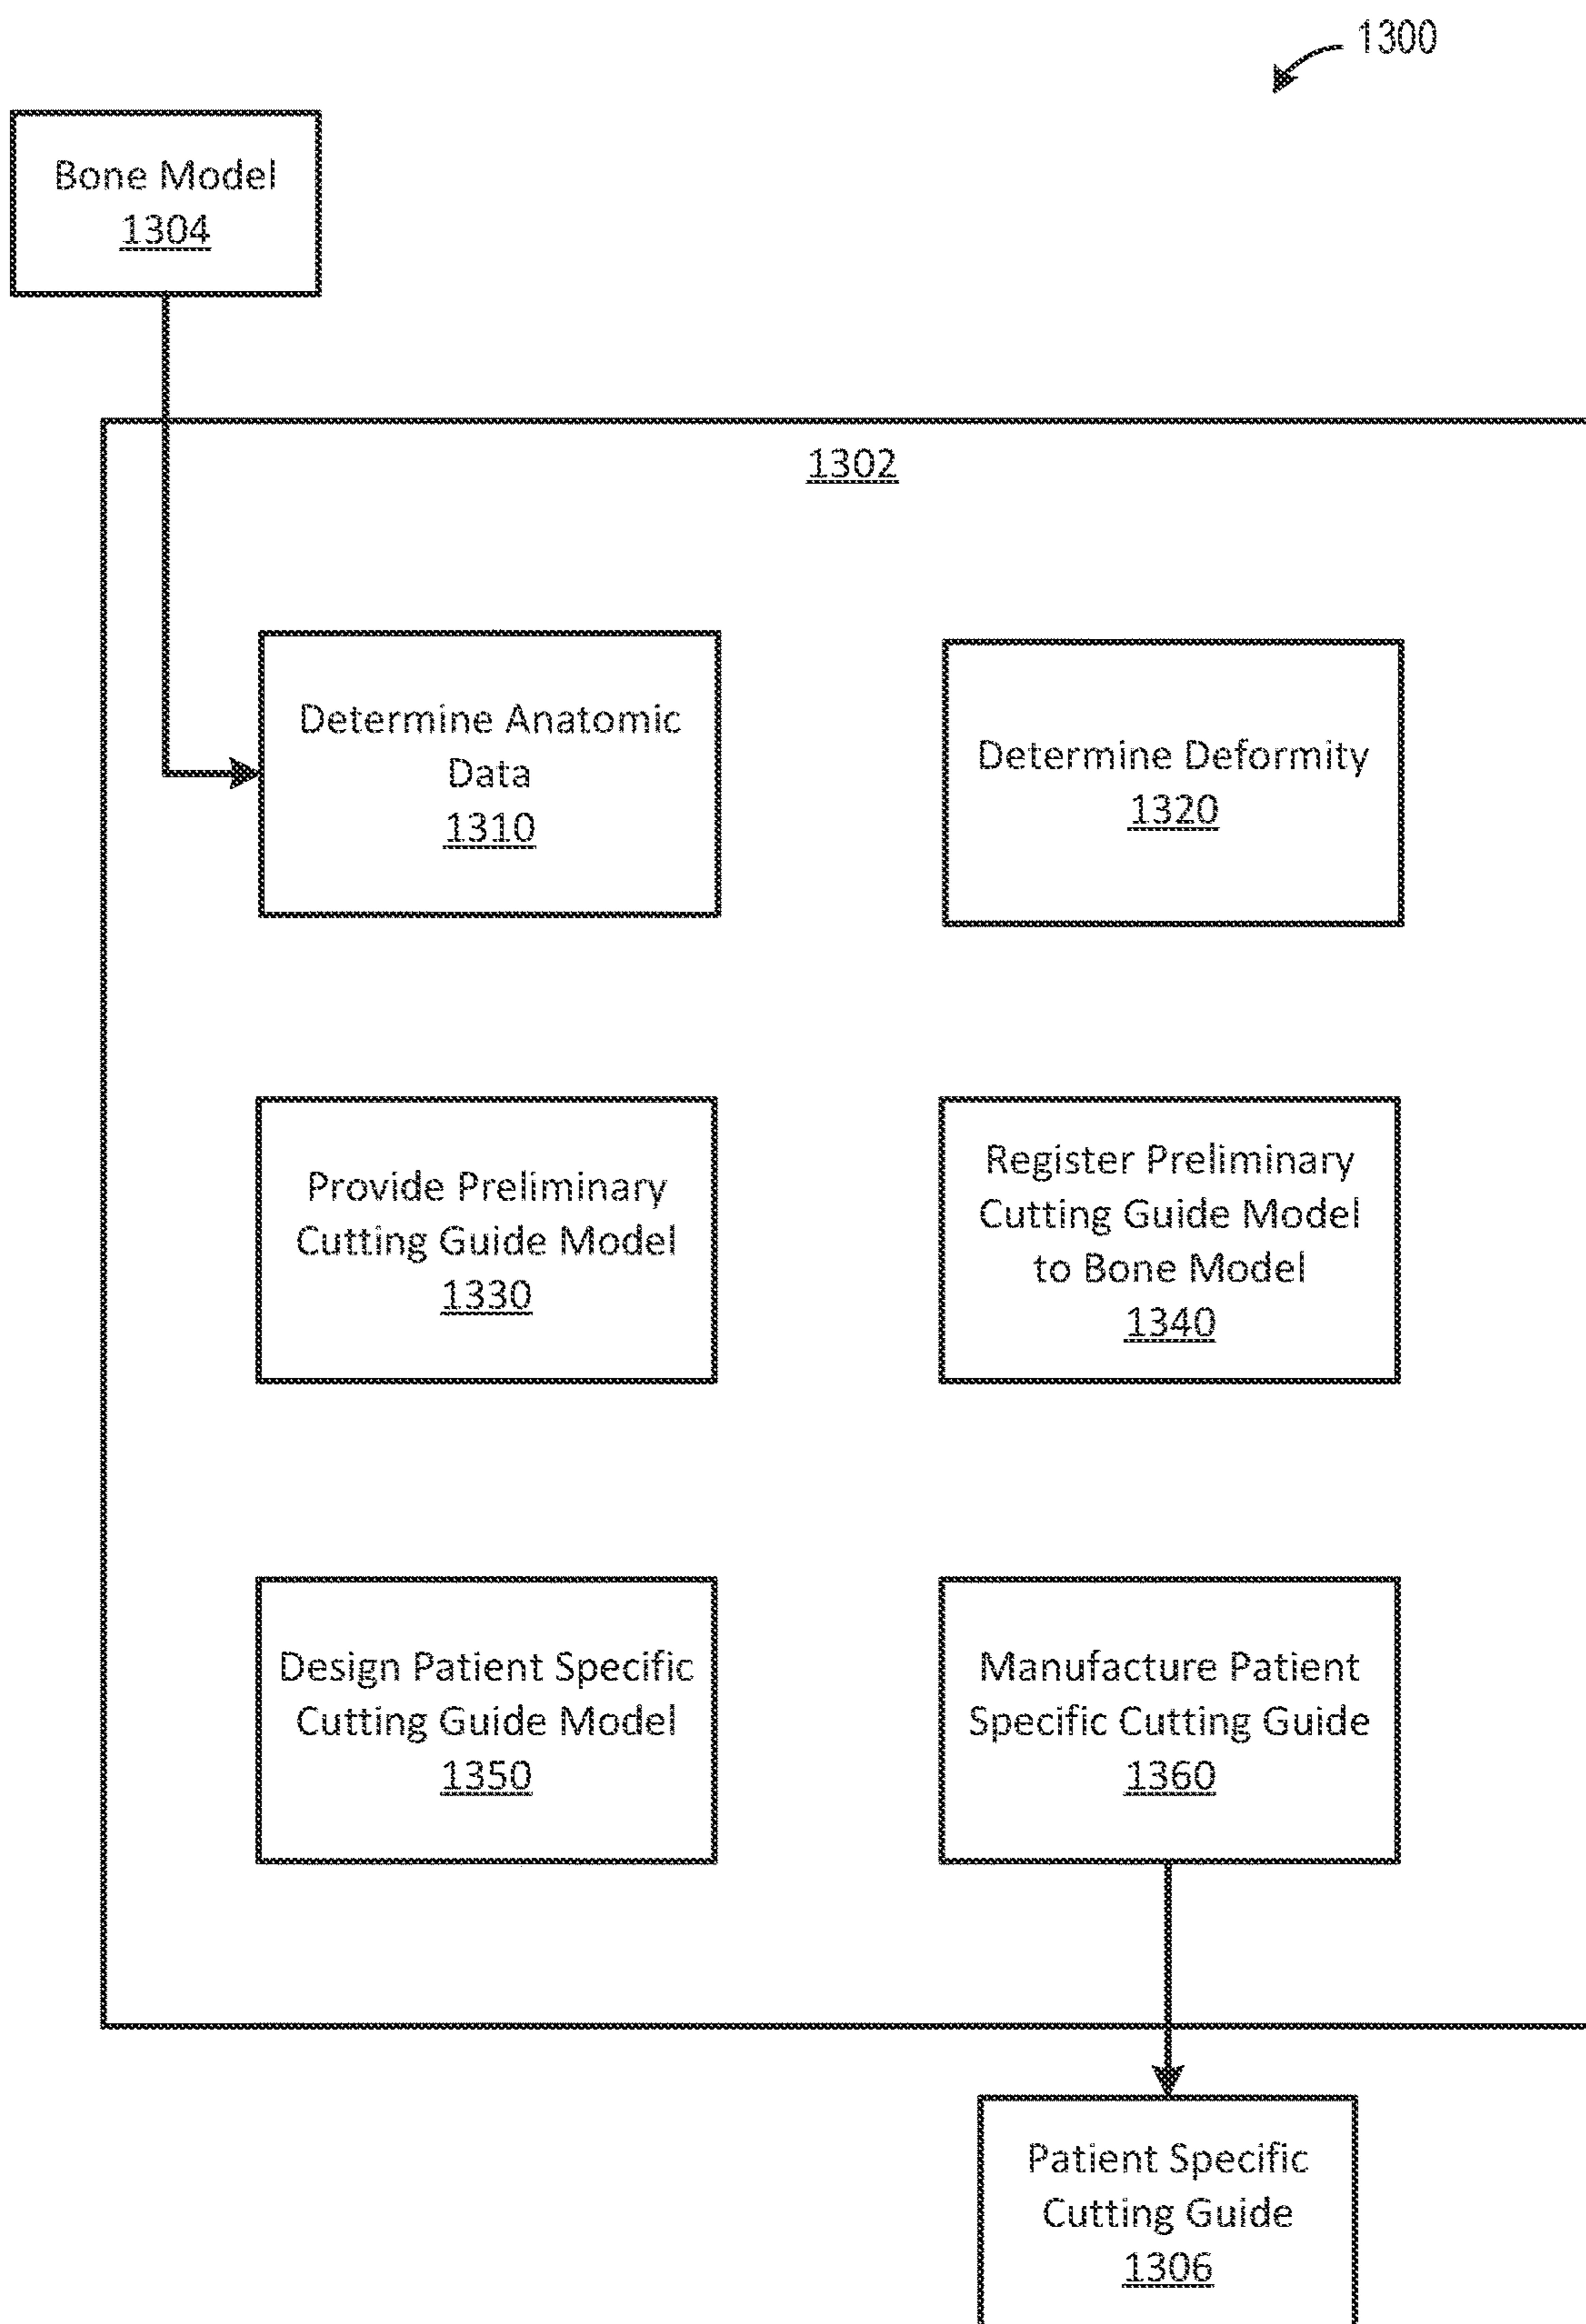 1300
Bone Model
1304
1302
Determine Anatomic
Data
1310
Determine Deformity
1320
Provide Preliminary
Cutting Guide Model
1330
Register Preliminary
Cutting Guide Model
to Bone Model
1340
Design Patient Specific
Cutting Guide Model
1350
Manufacture Patient
Specific Cutting Guide
1360
Patient Specific
Cutting Guide
1306